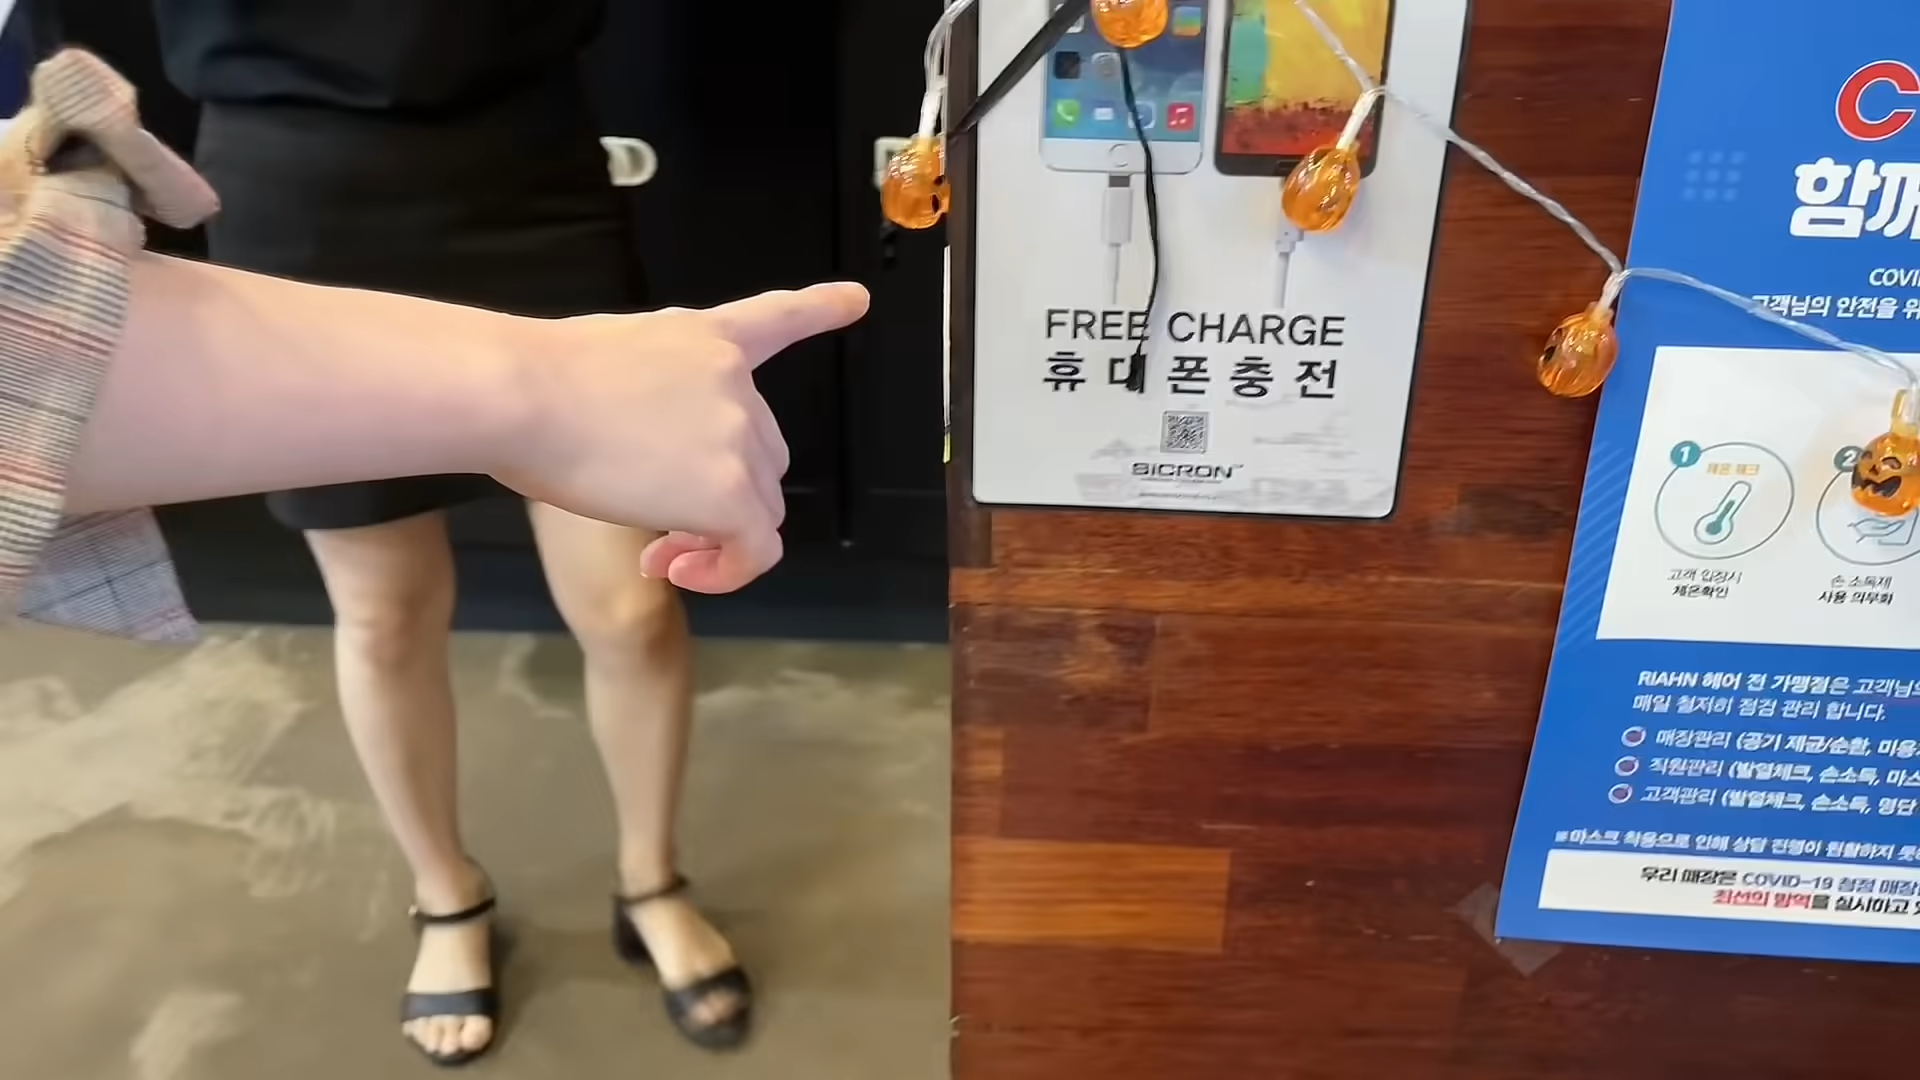 FREE CHARGE
휴대폰충전
SiCRON
C
함께
COVI
고객님의 안전을 위
1
체온 체크
2
고객 입장시
체온확인
손 소독제
사용 의무화
RIAHN 헤어 전 가맹점은 고객님의
매일 철저히 점검 관리 합니다.
매장관리 (공기 제균/순환, 미용
직원관리 (발열체크, 손소독, 마스
고객관리 (발열체크, 손소독, 명단
※마스크 착용으로 인해 상담 진행이 원활하지 못
우리 매장은 COVID-19 청정 매장
최선의 방역을 실시하고